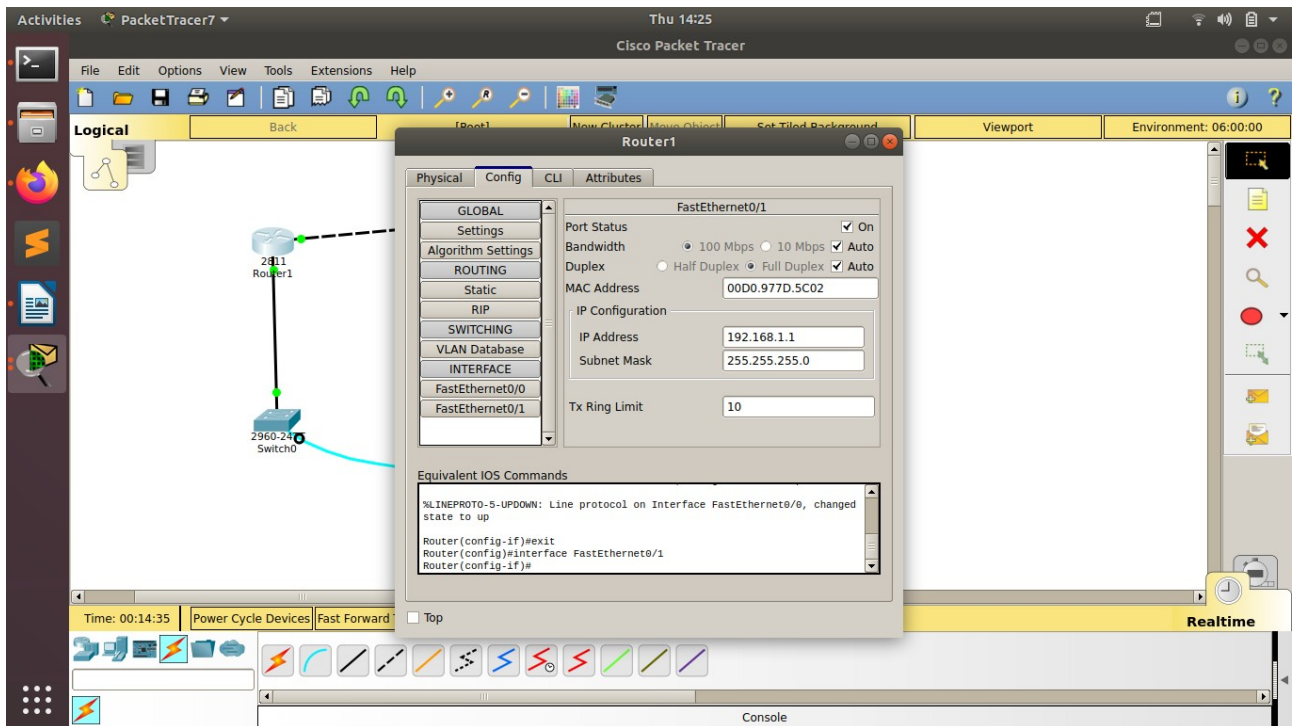 Activities PacketTracer7 Thu 14:25
Cisco Packet Tracer
File Edit Options View Tools Extensions Help
Logical Back [Root] New Cluster Move Object Set Tiled Background Viewport Environment: 06:00:00
Router1
Physical Config CLI Attributes
GLOBAL
Settings
Algorithm Settings
ROUTING
Static
RIP
SWITCHING
VLAN Database
INTERFACE
FastEthernet0/0
FastEthernet0/1
FastEthernet0/1
Port Status On
Bandwidth 100 Mbps 10 Mbps Auto
Duplex Half Duplex Full Duplex Auto
MAC Address 00D0.977D.5C02
IP Configuration
IP Address 192.168.1.1
Subnet Mask 255.255.255.0
Tx Ring Limit 10
Equivalent IOS Commands
%LINEPROTO-5-UPDOWN: Line protocol on Interface FastEthernet0/0, changed
state to up
Router(config-if)#exit
Router(config)#interface FastEthernet0/1
Router(config-if)#
Top
2811
Router1
Switch0
Time: 00:14:35 Power Cycle Devices Fast Forward Realtime
Console